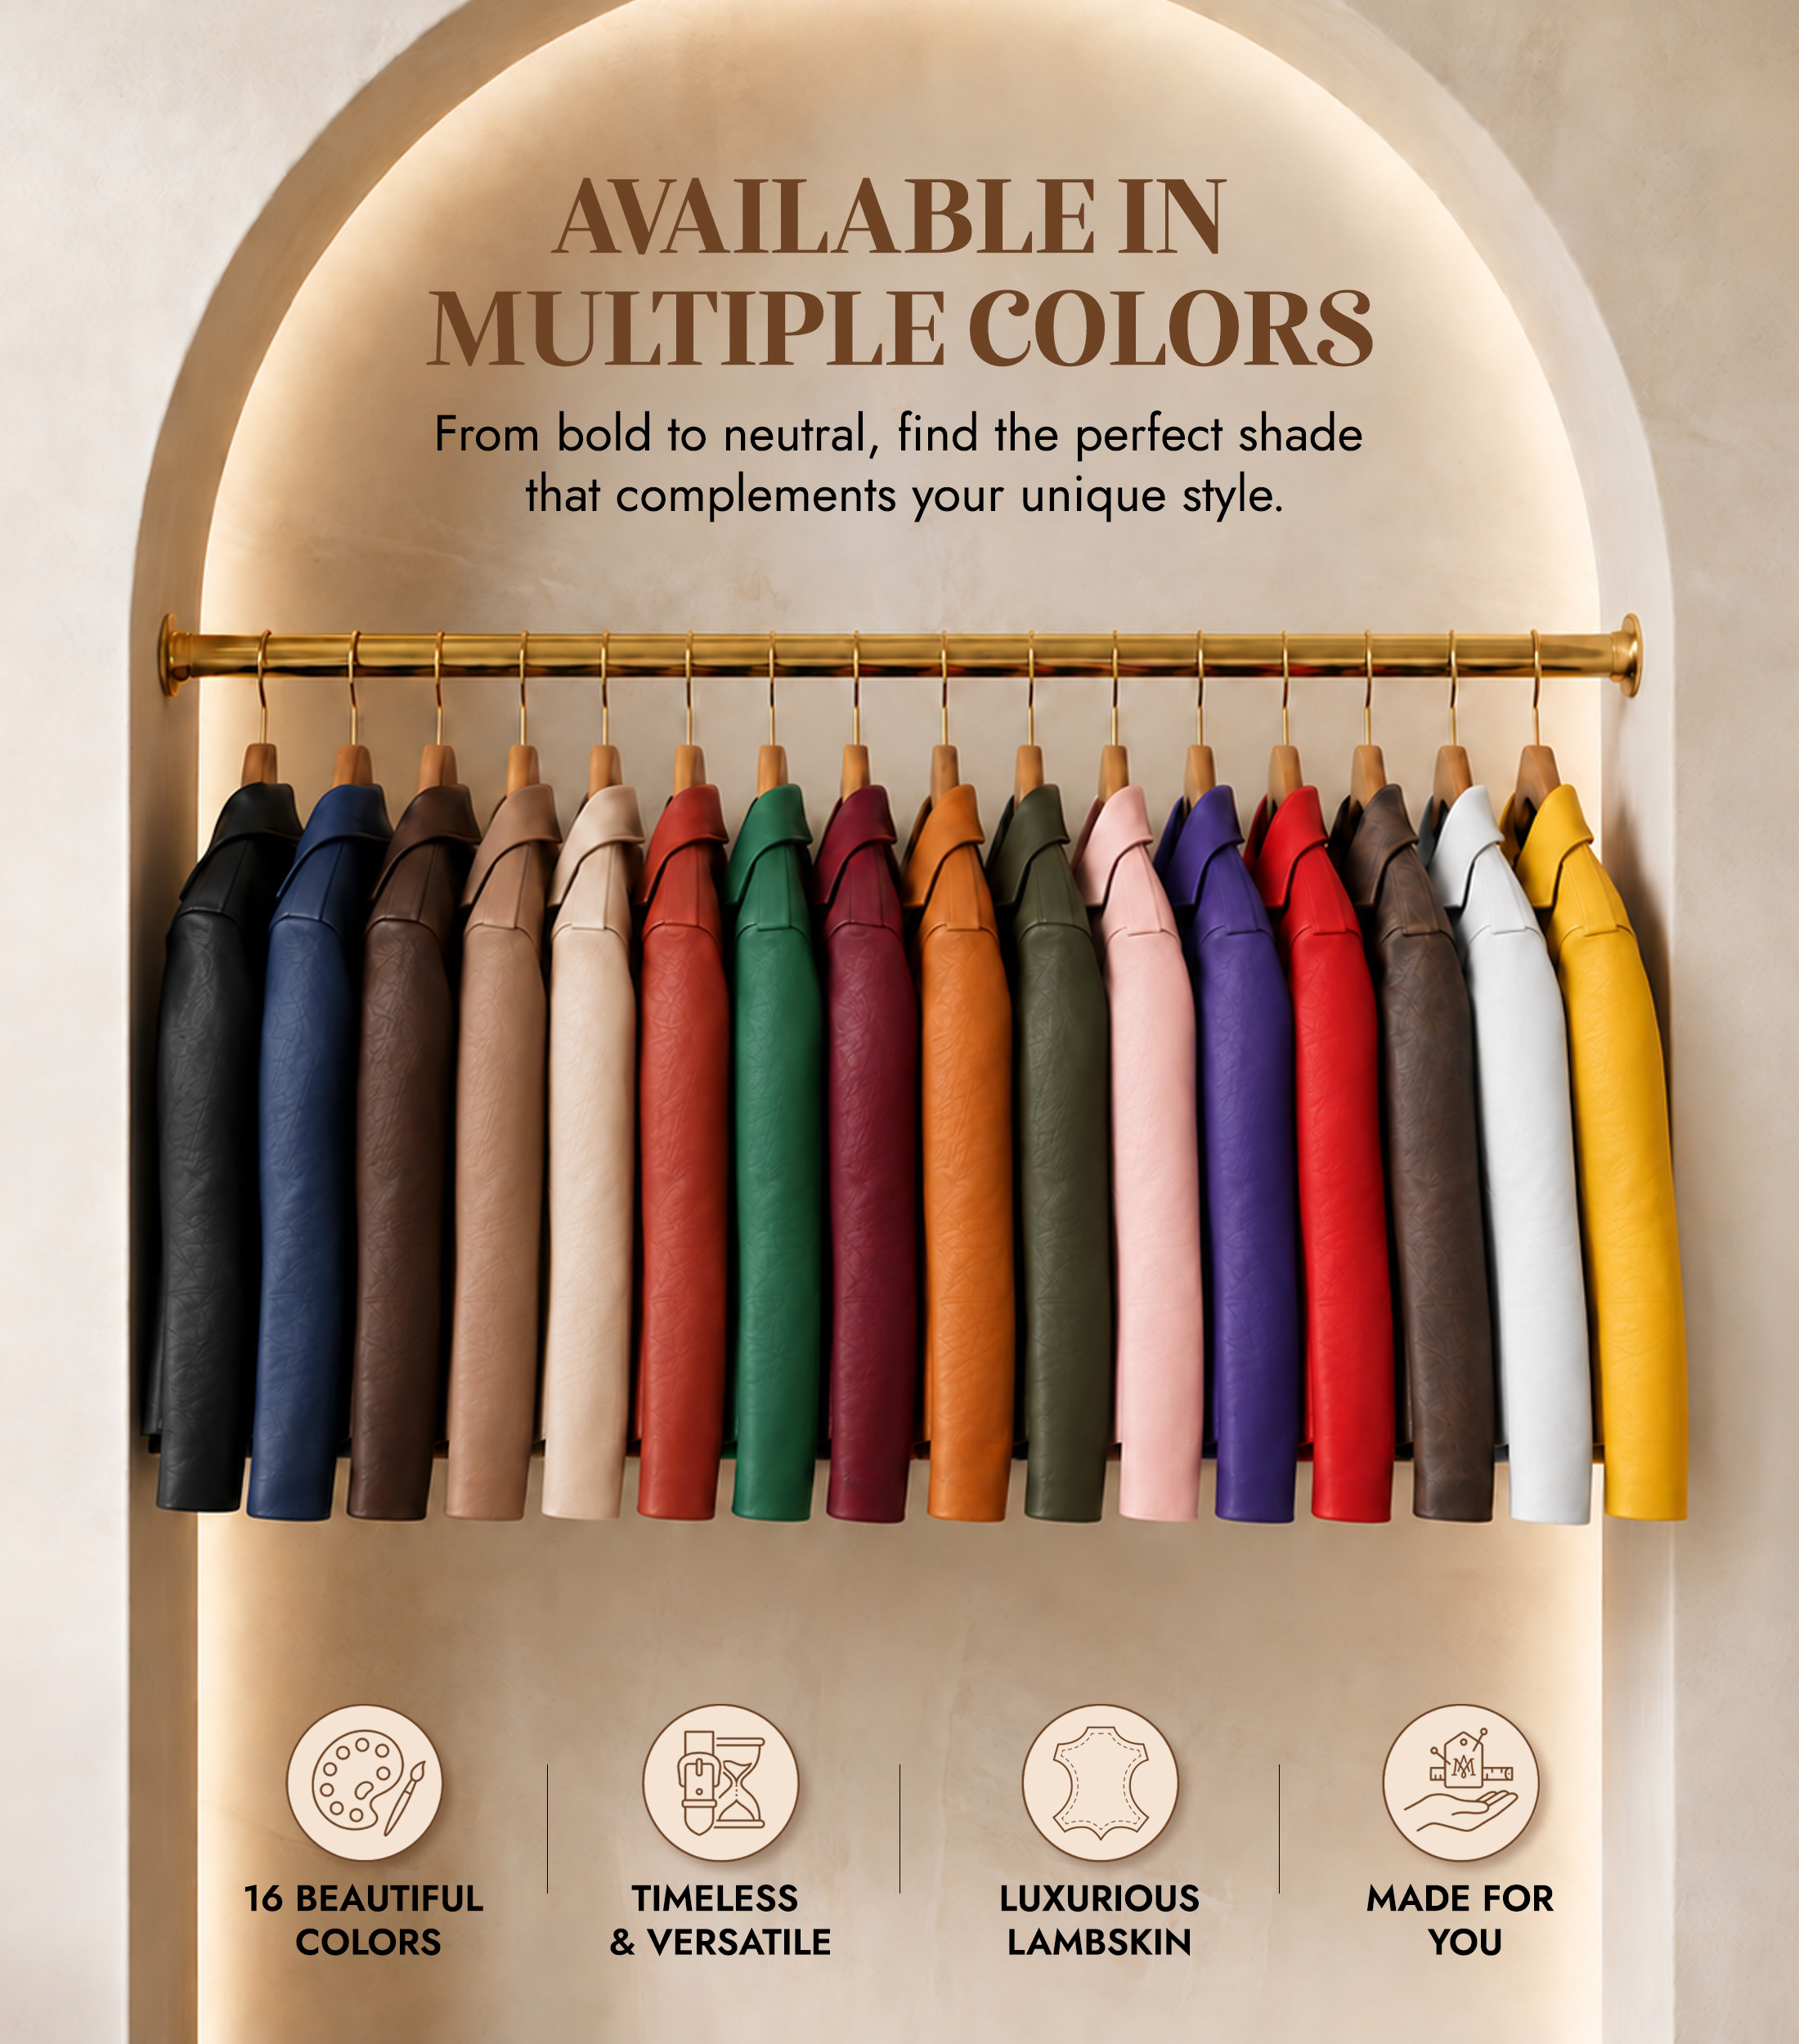 AVAILABLE IN
MULTIPLE COLORS
From bold to neutral, find the perfect shade
that complements your unique style.
16 BEAUTIFUL
COLORS
TIMELESS
& VERSATILE
LUXURIOUS
LAMBSKIN
MADE FOR
YOU